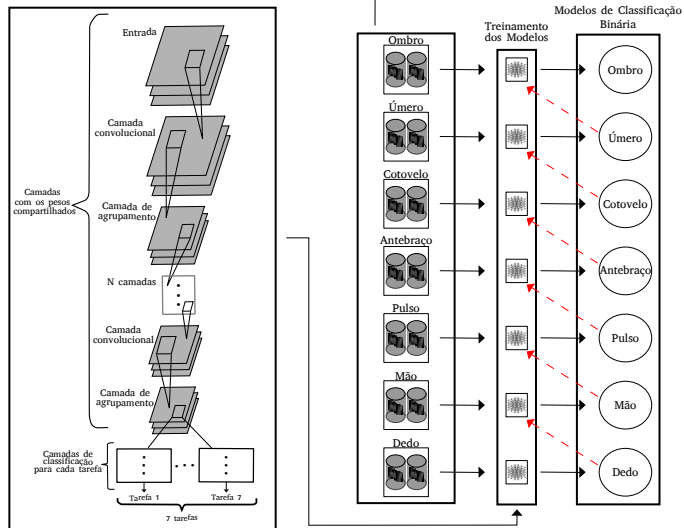 Entrada
Camada
convolucional
Camada de
agrupamento
Camadas
com os pesos
compartilhados
N camadas
Camada
convolucional
Camada de
agrupamento
Camadas de
classificação
para cada tarefa
Tarefa 1
Tarefa 7
7 tarefas
Ombro
Úmero
Cotovelo
Antebraço
Pulso
Mão
Dedo
Treinamento
dos Modelos
Modelos de Classificação
Binária
Ombro
Úmero
Cotovelo
Antebraço
Pulso
Mão
Dedo